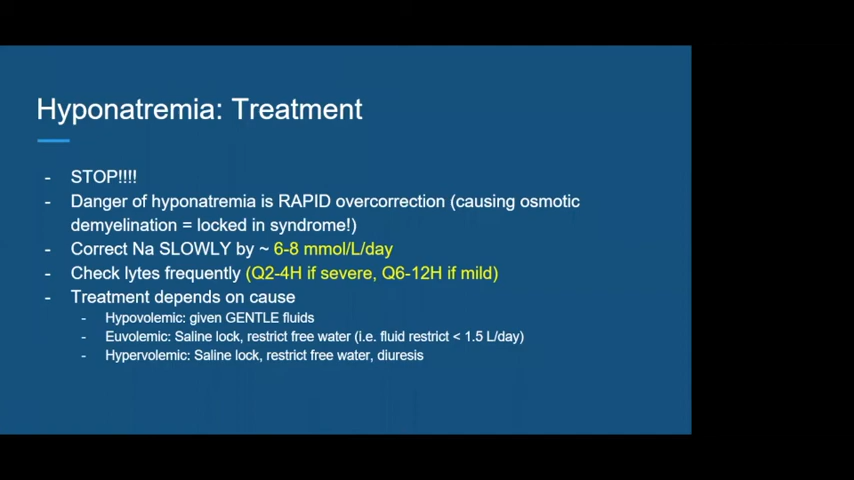 Hyponatremia: Treatment
- STOP!!!!
- Danger of hyponatremia is RAPID overcorrection (causing osmotic
demyelination = locked in syndrome!)
- Correct Na SLOWLY by ~ 6-8 mmol/L/day
- Check lytes frequently (Q2-4H if severe, Q6-12H if mild)
- Treatment depends on cause
- Hypovolemic: given GENTLE fluids
- Euvolemic: Saline lock, restrict free water (i.e. fluid restrict < 1.5 L/day)
- Hypervolemic: Saline lock, restrict free water, diuresis